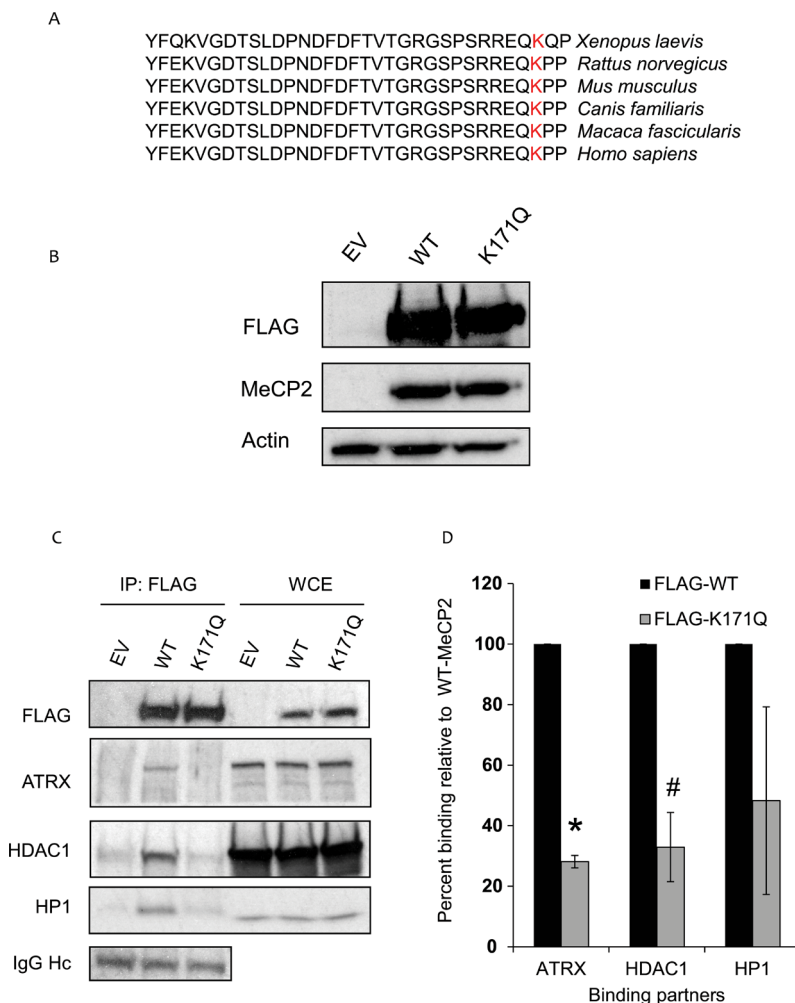 A
YFQKVGDTSLDPNDFDFTVTGRGSPSRREQKQP Xenopus laevis
YFEKVGDTSLDPNDFDFTVTGRGSPSRREQKPP Rattus norvegicus
YFEKVGDTSLDPNDFDFTVTGRGSPSRREQKPP Mus musculus
YFEKVGDTSLDPNDFDFTVTGRGSPSRREQKPP Canis familiaris
YFEKVGDTSLDPNDFDFTVTGRGSPSRREQKPP Macaca fascicularis
YFEKVGDTSLDPNDFDFTVTGRGSPSRREQKPP Homo sapiens
B
EV WT K171Q
FLAG
MeCP2
Actin
C
IP: FLAG WCE
EV WT K171Q EV WT K171Q
FLAG
ATRX
HDAC1
HP1
IgG Hc
D
Percent binding relative to WT-MeCP2
120
100
80
60
40
20
0
FLAG-WT
FLAG-K171Q
* #
ATRX HDAC1 HP1
Binding partners